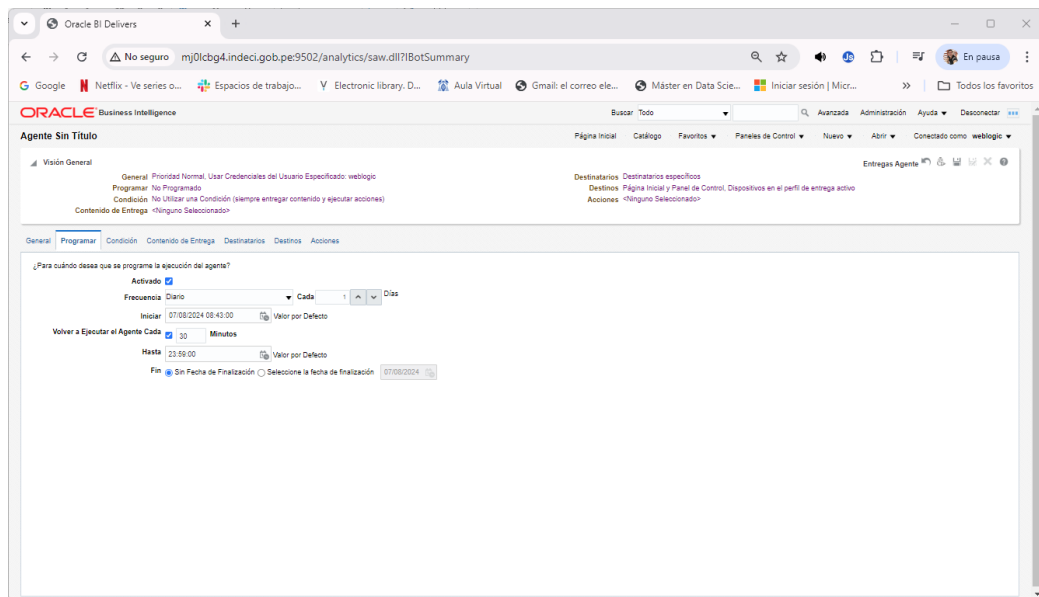 Oracle BI Delivers
No seguro mj0lcbg4.indeci.gob.pe:9502/analytics/saw.dll?IBotSummary En pausa
Google Netflix - Ve series o... Espacios de trabajo... Electronic library. D... Aula Virtual Gmail: el correo ele... Máster en Data Scie... Iniciar sesión | Micr... Todos los favoritos
ORACLE Business Intelligence Buscar Todo Avanzada Administración Ayuda Desconectar
Agente Sin Título Página Inicial Catálogo Favoritos Paneles de Control Nuevo Abrir Conectado como weblogic
Visión General Entregas Agente
General Prioridad Normal, Usar Credenciales del Usuario Especificado: weblogic Destinatarios Destinatarios específicos
Programar No Programado Destinos Página Inicial y Panel de Control, Dispositivos en el perfil de entrega activo
Condición No Utilizar una Condición (siempre entregar contenido y ejecutar acciones) Acciones <Ninguno Seleccionado>
Contenido de Entrega <Ninguno Seleccionado>
General Programar Condición Contenido de Entrega Destinatarios Destinos Acciones
¿Para cuándo desea que se programe la ejecución del agente?
Activado
Frecuencia Diario Cada 1 Días
Iniciar 07/08/2024 08:43:00 Valor por Defecto
Volver a Ejecutar el Agente Cada 30 Minutos
Hasta 23:59:00 Valor por Defecto
Fin Sin Fecha de Finalización Seleccione la fecha de finalización 07/08/2024